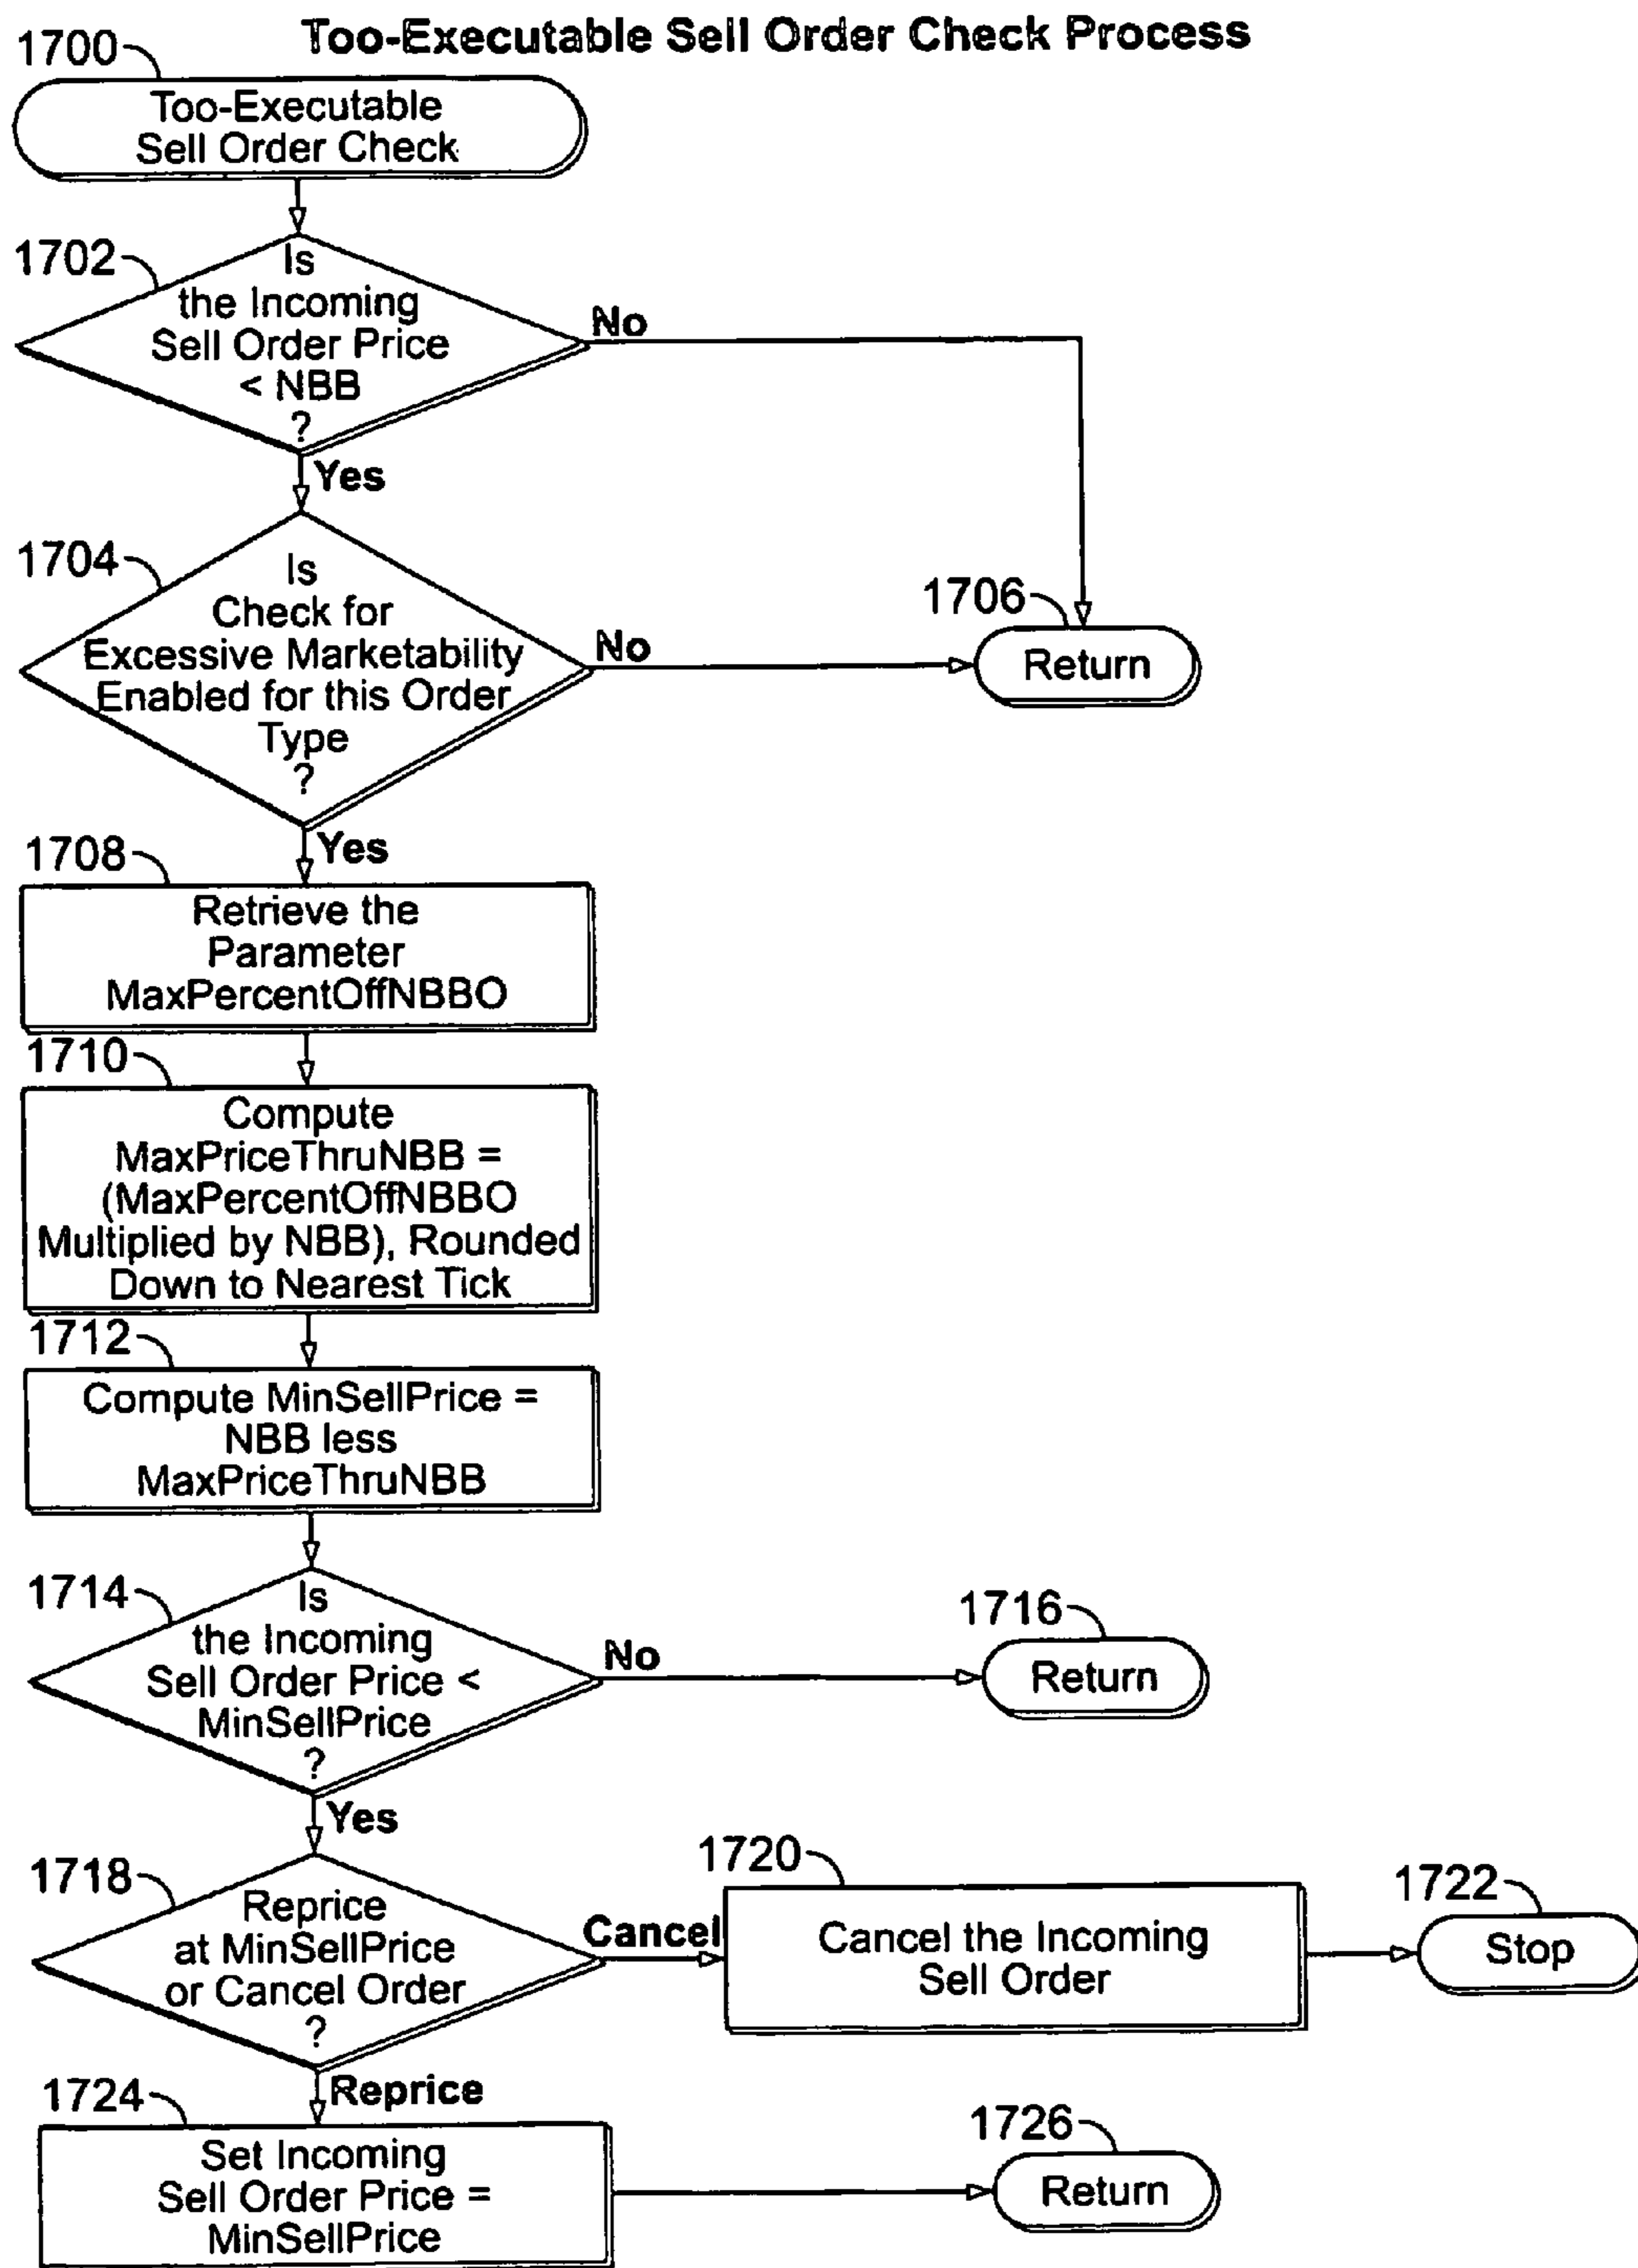 Too-Executable Sell Order Check Process
1700
Too-Executable
Sell Order Check
1702
Is
the Incoming
Sell Order Price
< NBB
?
No
Yes
1704
Is
Check for
Excessive Marketability
Enabled for this Order
Type
?
No
1706
Return
Yes
1708
Retrieve the
Parameter
MaxPercentOffNBBO
1710
Compute
MaxPriceThruNBB =
(MaxPercentOffNBBO
Multiplied by NBB), Rounded
Down to Nearest Tick
1712
Compute MinSellPrice =
NBB less
MaxPriceThruNBB
1714
Is
the Incoming
Sell Order Price <
MinSellPrice
?
No
1716
Return
Yes
1718
Reprice
at MinSellPrice
or Cancel Order
?
Cancel
1720
Cancel the Incoming
Sell Order
1722
Stop
Reprice
1724
Set Incoming
Sell Order Price =
MinSellPrice
1726
Return